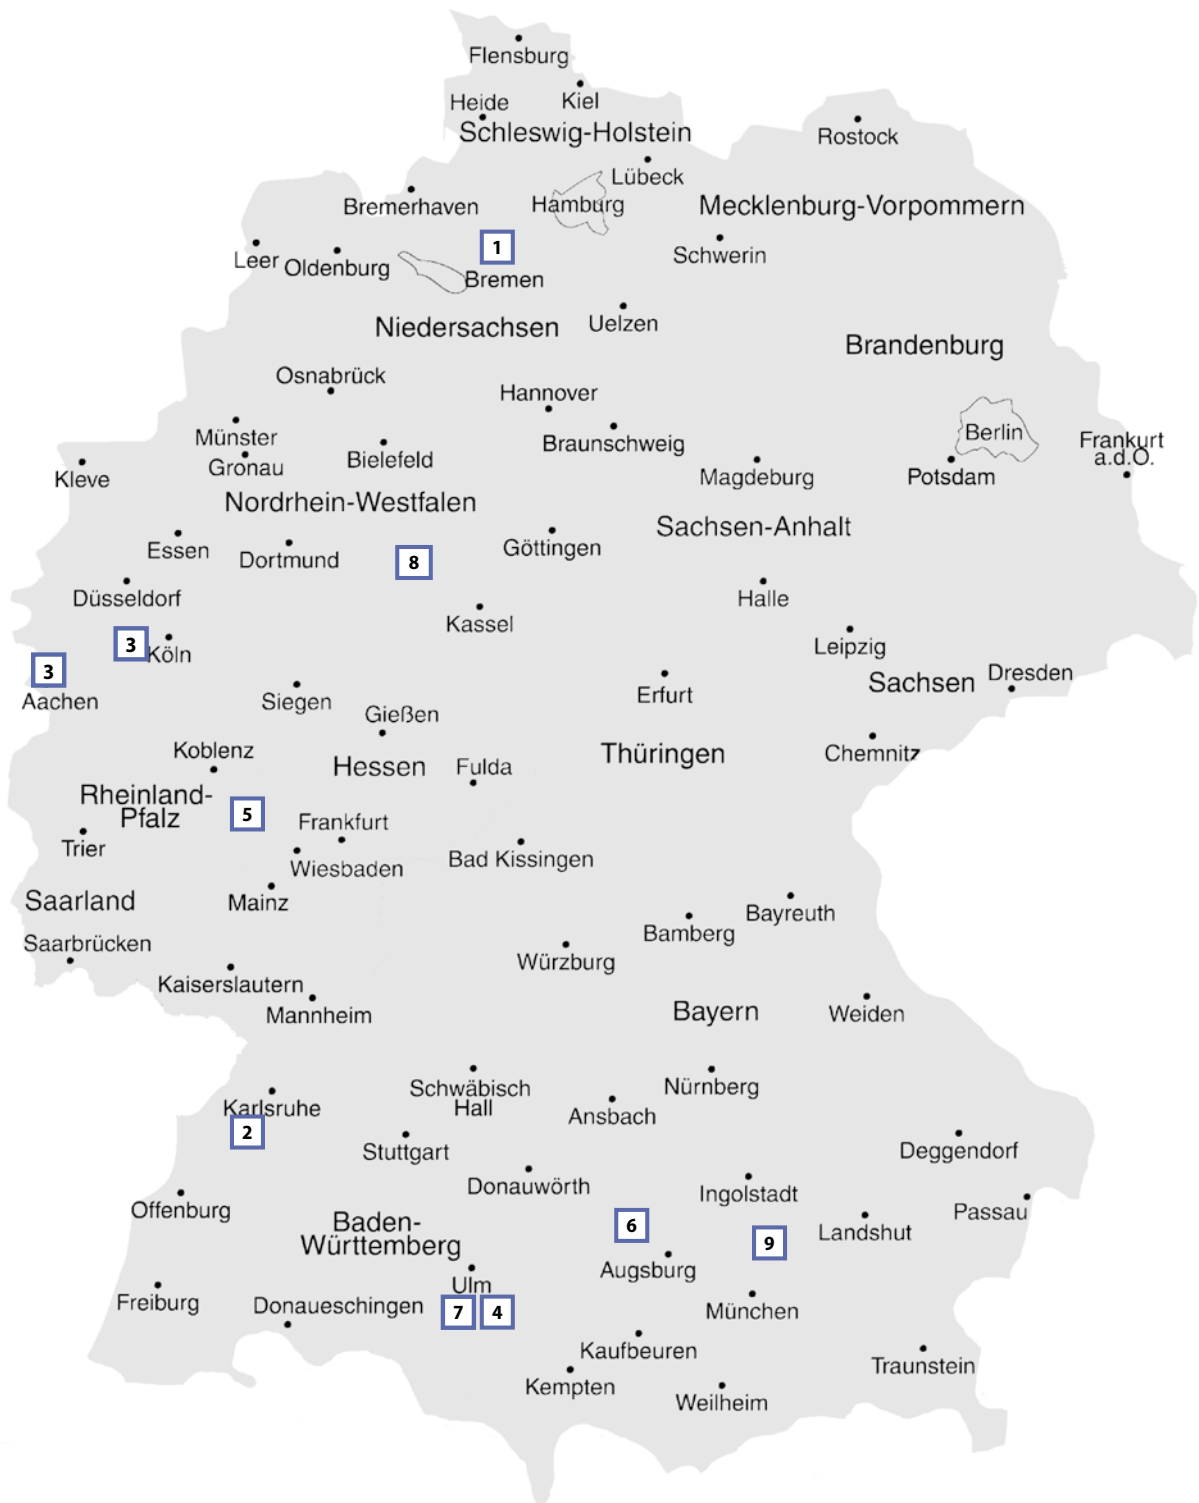 Flensburg
Heide
Kiel
Schleswig-Holstein
Rostock
Lübeck
Bremerhaven
Hamburg
Mecklenburg-Vorpommern
1
Schwerin
Leer
Oldenburg
Bremen
Niedersachsen
Uelzen
Brandenburg
Osnabrück
Hannover
Münster
Braunschweig
Berlin
Frankurt
a.d.O.
Gronau
Bielefeld
Kleve
Magdeburg
Potsdam
Nordrhein-Westfalen
Sachsen-Anhalt
Essen
Dortmund
8
Göttingen
Düsseldorf
Halle
Kassel
3
Köln
Leipzig
3
Aachen
Siegen
Erfurt
Sachsen
Dresden
Gießen
Koblenz
Hessen
Fulda
Thüringen
Chemnitz
Rheinland-
Pfalz
5
Frankfurt
Trier
Wiesbaden
Bad Kissingen
Saarland
Mainz
Bayreuth
Bamberg
Saarbrücken
Würzburg
Kaiserslautern
Mannheim
Bayern
Weiden
Schwäbisch
Hall
Nürnberg
Karlsruhe
Ansbach
2
Stuttgart
Deggendorf
Donauwörth
Ingolstadt
Offenburg
Passau
Baden-
Württemberg
6
9
Landshut
Augsburg
Ulm
Freiburg
Donaueschingen
7
4
München
Kaufbeuren
Traunstein
Kempten
Weilheim